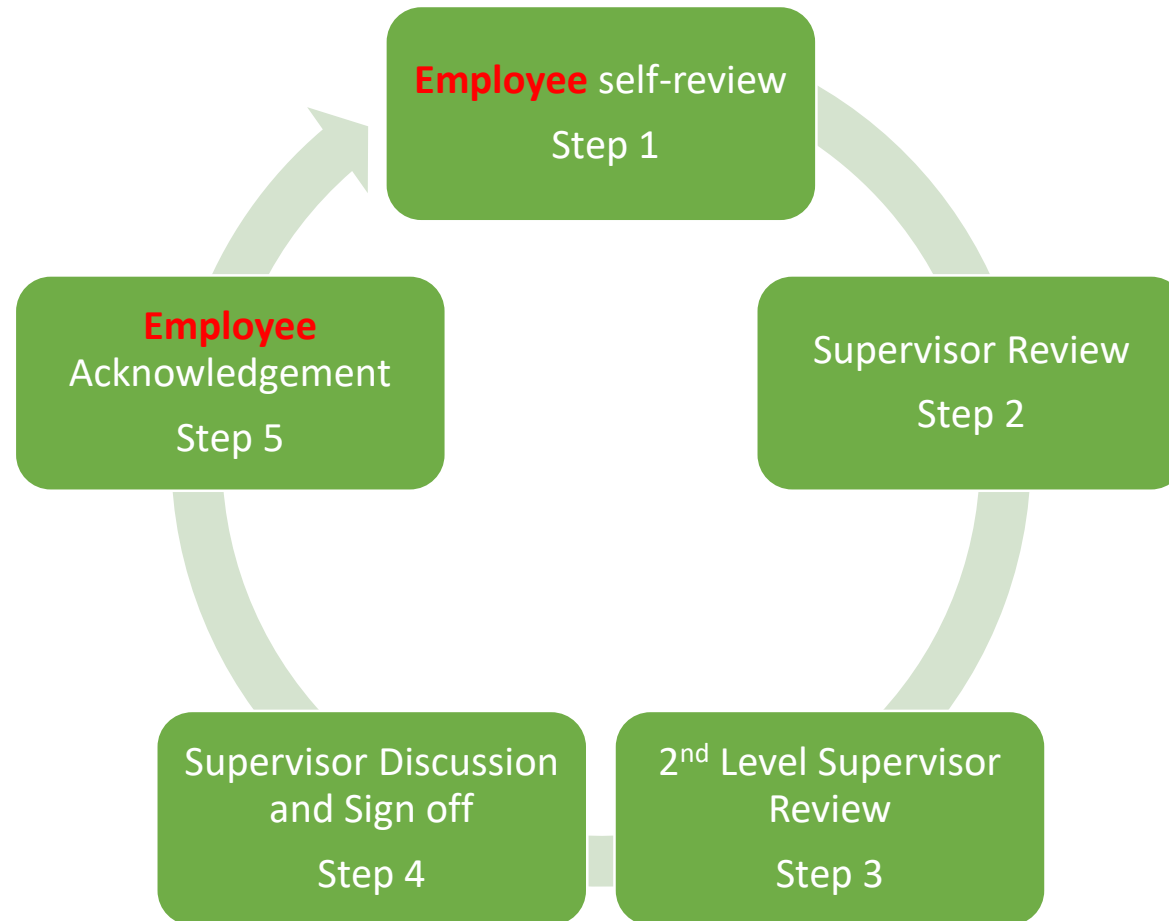 Employee self-review
Step 1
Supervisor Review
Step 2
2nd Level Supervisor
Review
Step 3
Supervisor Discussion
and Sign off
Step 4
Employee
Acknowledgement
Step 5